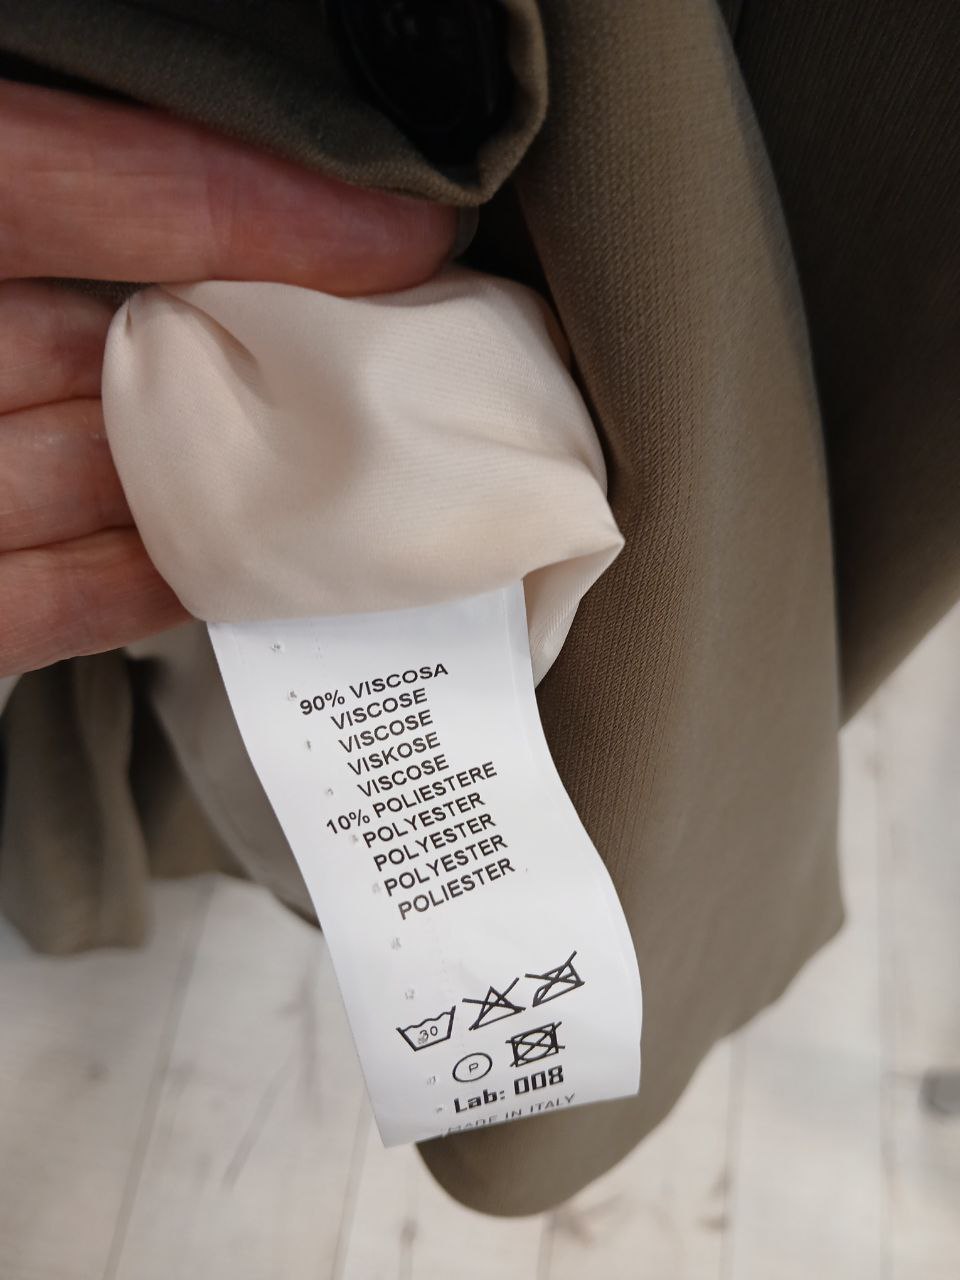 90% VISCOSA
VISCOSE
VISCOSE
VISKOSE
VISCOSE
10% POLIESTERE
POLYESTER
POLYESTER
POLYESTER
POLIESTER
30
P
Lab: 008
MADE IN ITALY